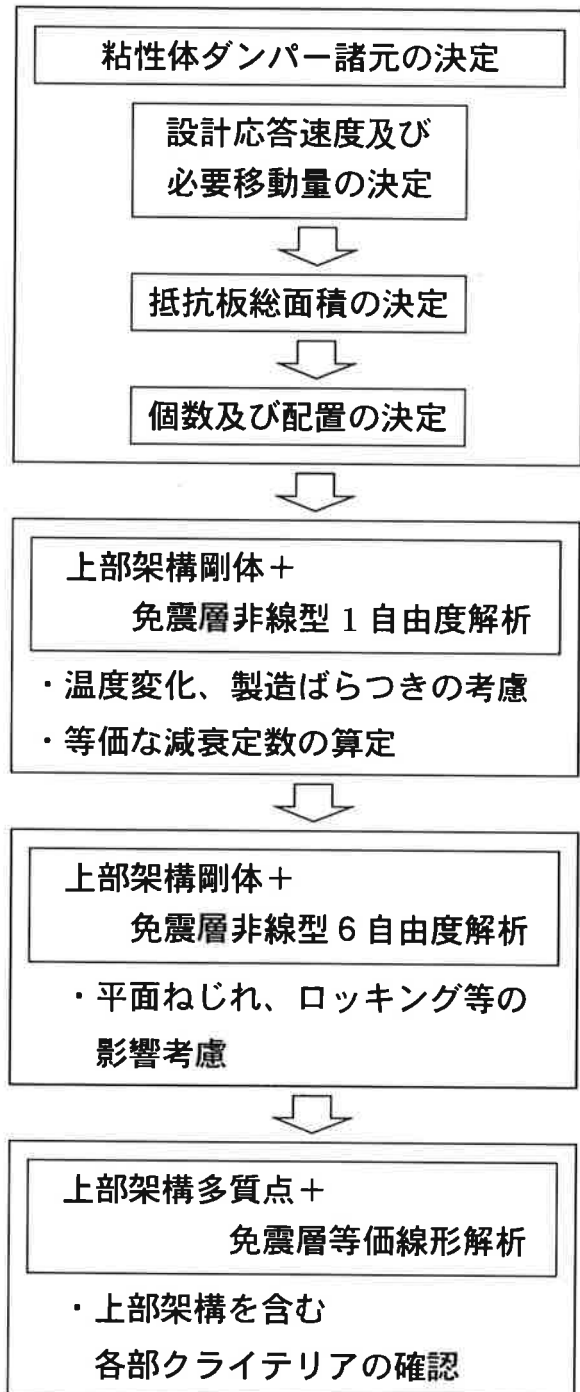 粘性体ダンパー諸元の決定
設計応答速度及び
必要移動量の決定
抵抗板総面積の決定
個数及び配置の決定
上部架構剛体＋
免震層非線型 1 自由度解析
・温度変化、製造ばらつきの考慮
・等価な減衰定数の算定
上部架構剛体＋
免震層非線型 6 自由度解析
・平面ねじれ、ロッキング等の
影響考慮
上部架構多質点＋
免震層等価線形解析
・上部架構を含む
各部クライテリアの確認